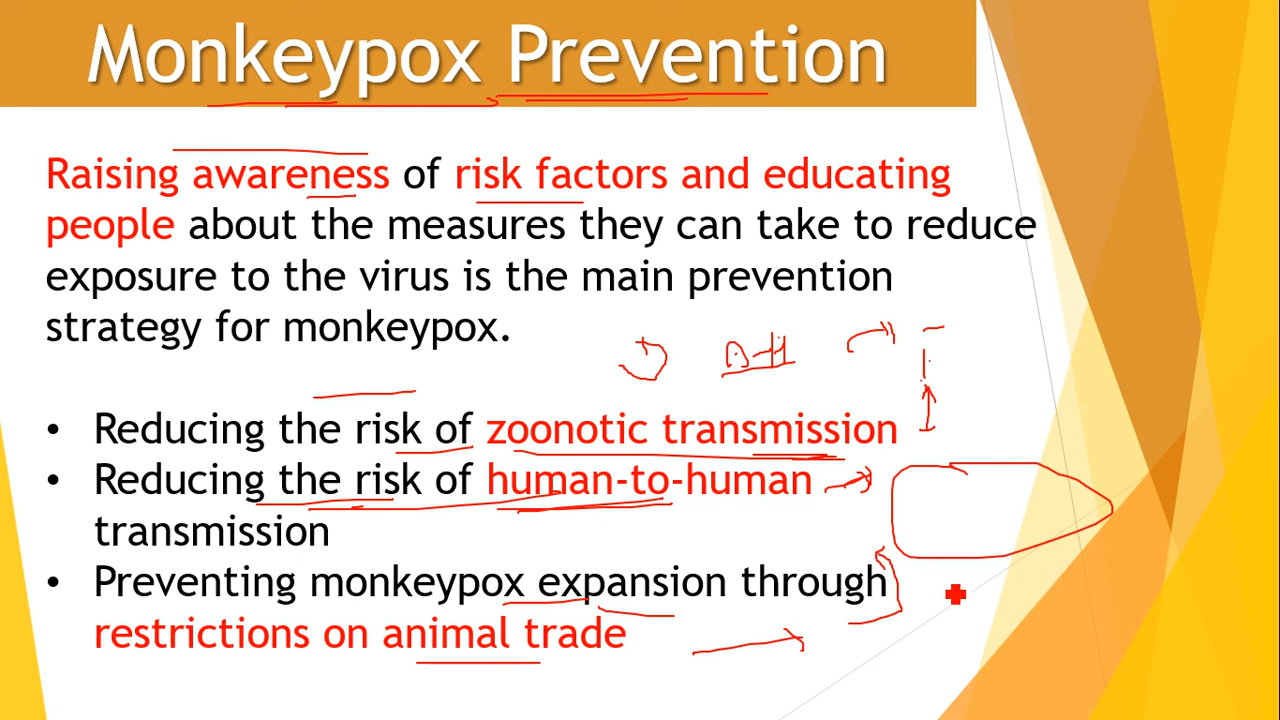 Monkeypox Prevention
Raising awareness of risk factors and educating
people about the measures they can take to reduce
exposure to the virus is the main prevention
strategy for monkeypox.
• Reducing the risk of zoonotic transmission
• Reducing the risk of human-to-human
transmission
• Preventing monkeypox expansion through
restrictions on animal trade